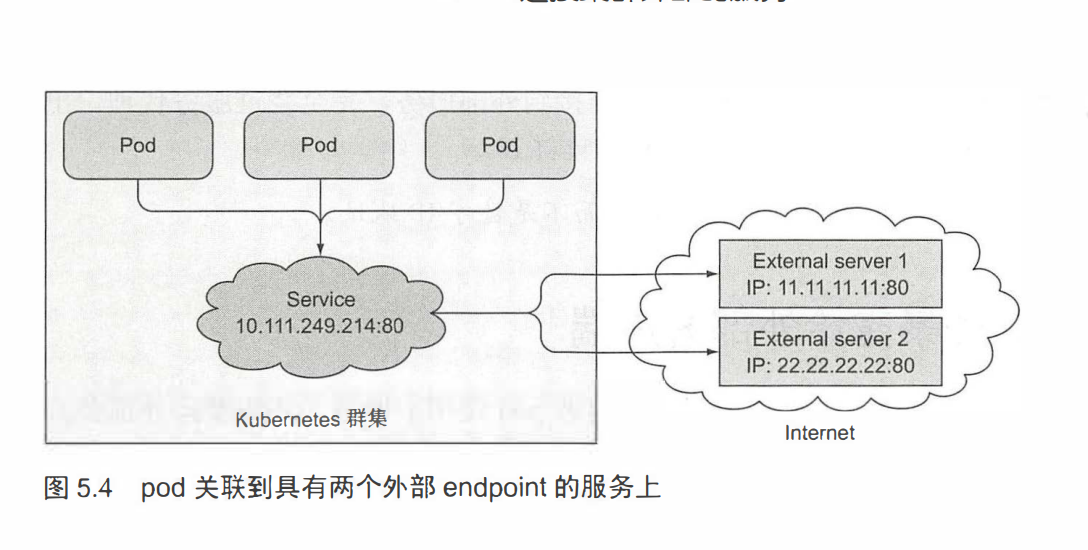 Pod
Pod
Pod
Service
10.111.249.214:80
External server 1
IP: 11.11.11.11:80
External server 2
IP: 22.22.22.22:80
Kubernetes 群集
Internet
图 5.4 pod 关联到具有两个外部 endpoint 的服务上